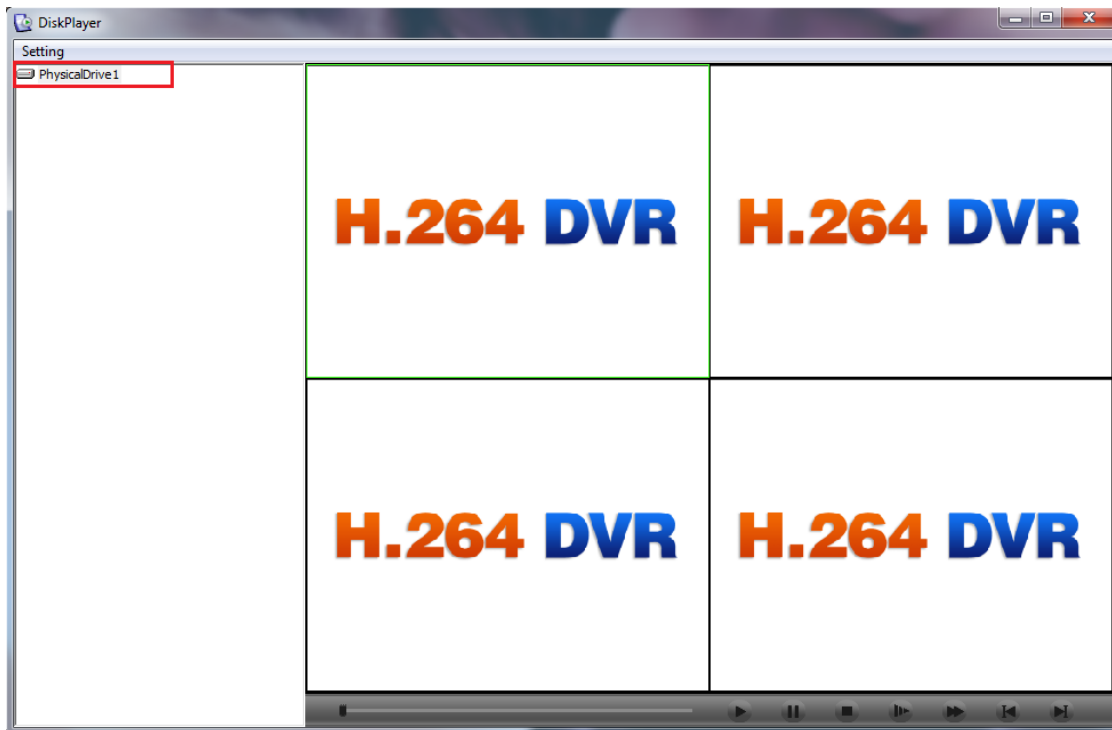 DiskPlayer
Setting
PhysicalDrive1
H.264 DVR
H.264 DVR
H.264 DVR
H.264 DVR